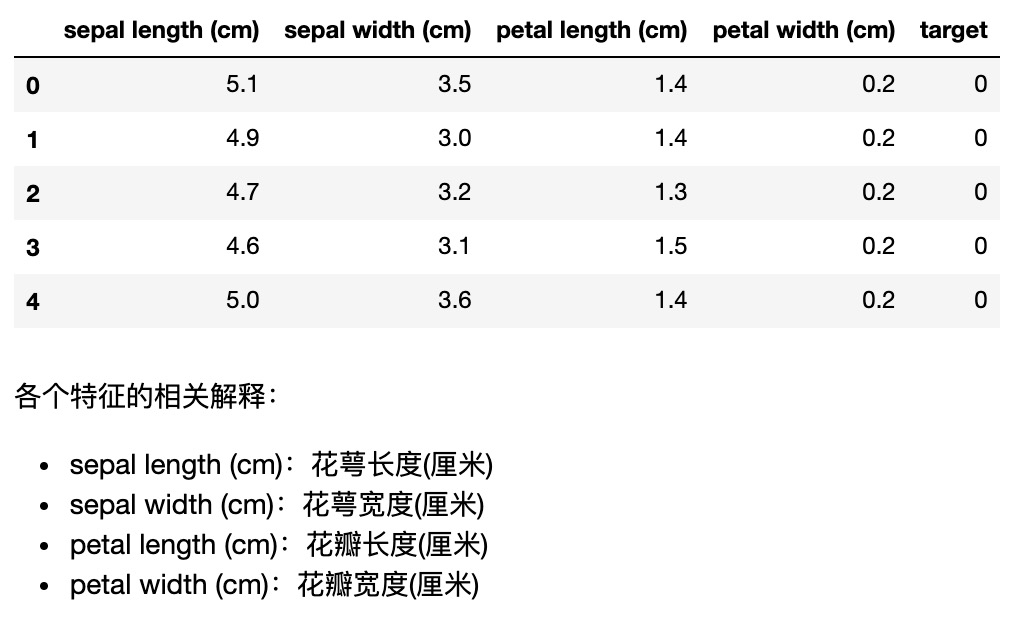 sepal length (cm) sepal width (cm) petal length (cm) petal width (cm) target
0 5.1 3.5 1.4 0.2 0
1 4.9 3.0 1.4 0.2 0
2 4.7 3.2 1.3 0.2 0
3 4.6 3.1 1.5 0.2 0
4 5.0 3.6 1.4 0.2 0
各个特征的相关解释：
• sepal length (cm)：花萼长度(厘米)
• sepal width (cm)：花萼宽度(厘米)
• petal length (cm)：花瓣长度(厘米)
• petal width (cm)：花瓣宽度(厘米)